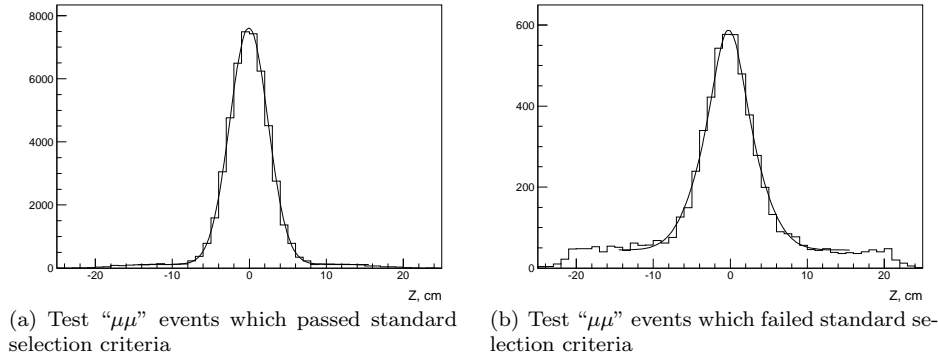 8000
6000
4000
2000
0
-20 -10 0 10 20
Z, cm
600
400
200
0
-20 -10 0 10 20
Z, cm
(a) Test “μμ” events which passed standard
selection criteria
(b) Test “μμ” events which failed standard se-
lection criteria